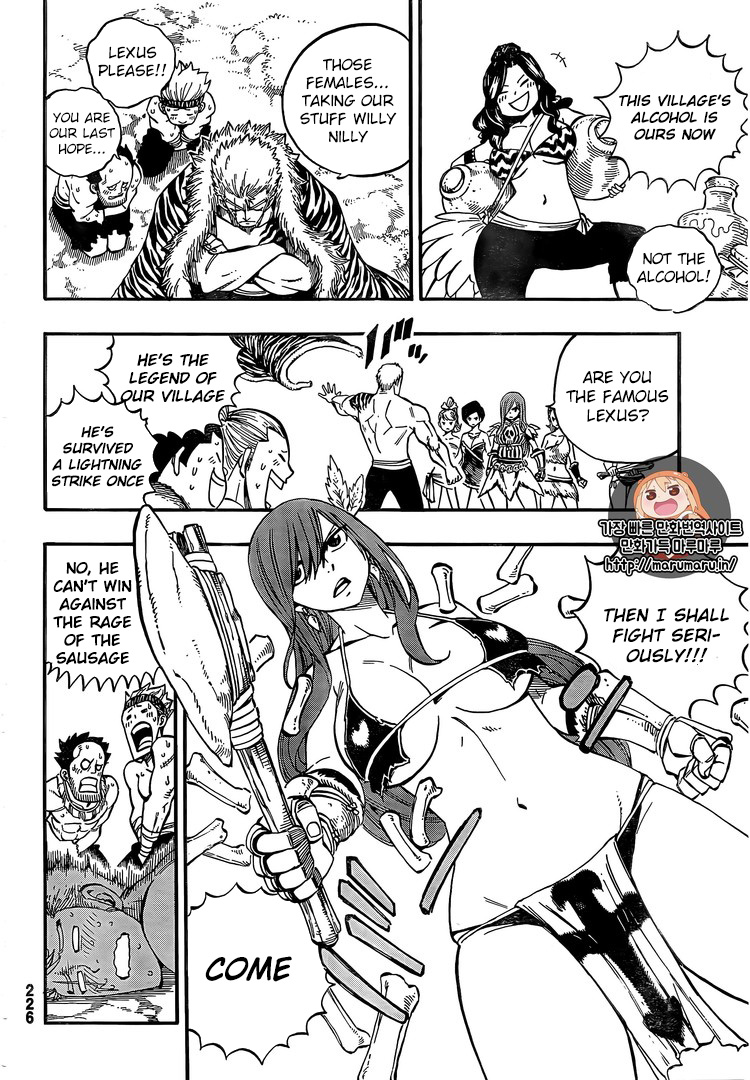 LEXUS
PLEASE!!
YOU ARE
OUR LAST
HOPE...
THOSE
FEMALES...
TAKING OUR
STUFF WILLY
NILLY
THIS VILLAGE'S
ALCOHOL IS
OURS NOW
NOT THE
ALCOHOL!
HE'S THE
LEGEND OF
OUR VILLAGE
HE'S
SURVIVED
A LIGHTNING
STRIKE ONCE
ARE YOU
THE FAMOUS
LEXUS?
가장 빠른 만화번역사이트
만화가득 마루마루
http://marumaru.in/
NO, HE
CAN'T WIN
AGAINST
THE RAGE
OF THE
SAUSAGE
THEN I SHALL
FIGHT SERI-
OUSLY!!!
COME
226